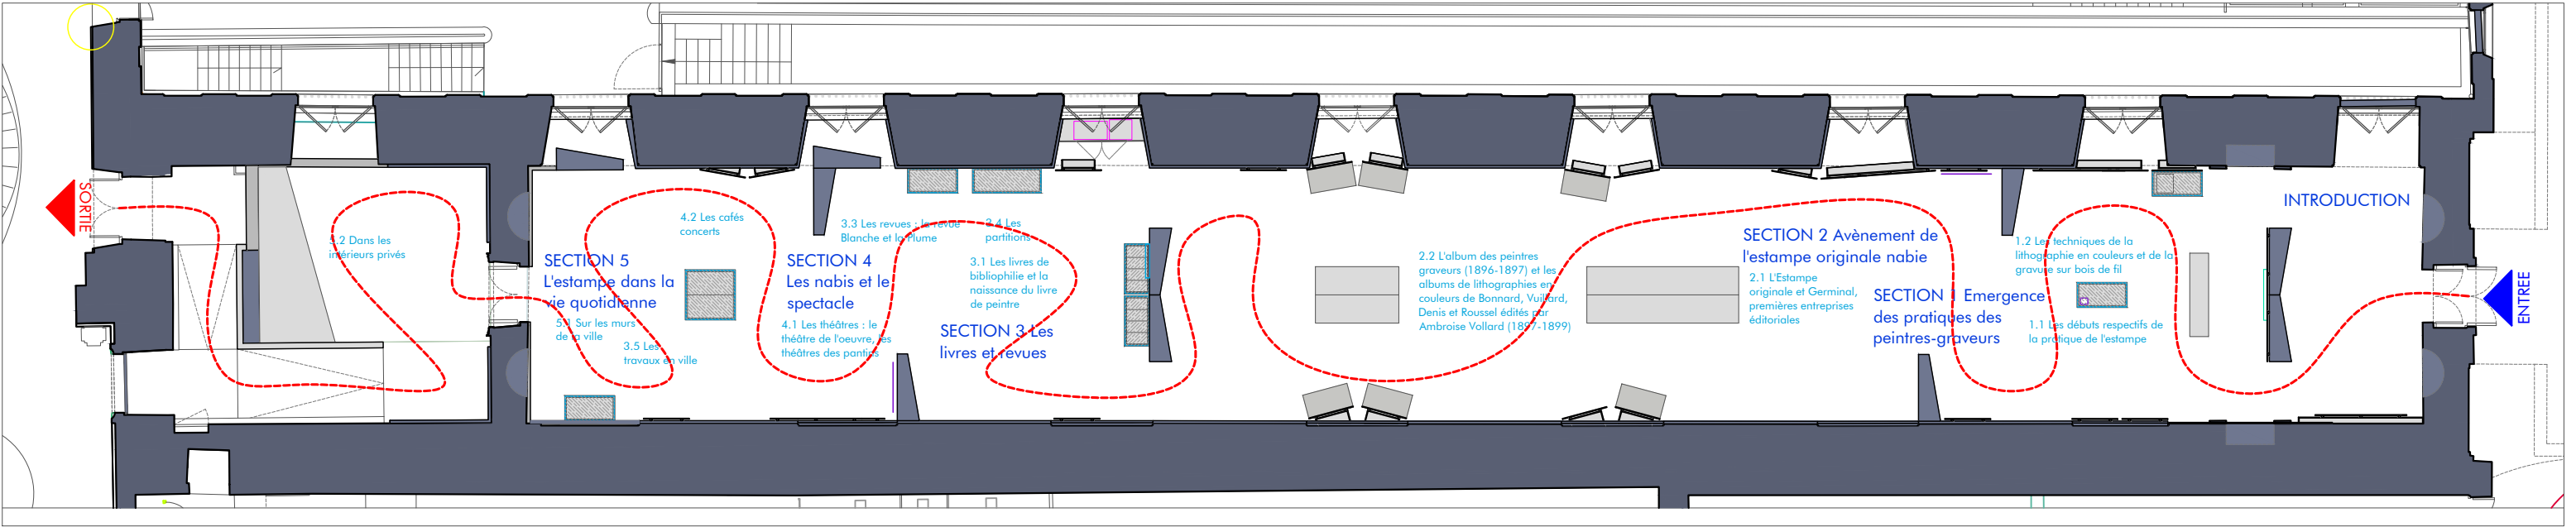 SORTIE
5.2 Dans les
intérieurs privés
SECTION 5
L'estampe dans la
vie quotidienne
5.1 Sur les murs
de la ville
3.5 Les
travaux en ville
4.2 Les cafés
concerts
SECTION 4
Les nabis et le
spectacle
4.1 Les théâtres : le
théâtre de l'oeuvre, les
théâtres des pantins
3.3 Les revues : la revue
Blanche et la Plume
3.4 Les
partitions
3.1 Les livres de
bibliophilie et la
naissance du livre
de peintre
SECTION 3 Les
livres et revues
2.2 L'album des peintres
graveurs (1896-1897) et les
albums de lithographies en
couleurs de Bonnard, Vuillard,
Denis et Roussel édités par
Ambroise Vollard (1897-1899)
SECTION 2 Avènement de
l'estampe originale nabie
2.1 L'Estampe
originale et Germinal,
premières entreprises
éditoriales
SECTION 1 Emergence
des pratiques des
peintres-graveurs
1.2 Les techniques de la
lithographie en couleurs et de la
gravure sur bois de fil
1.1 Les débuts respectifs de
la pratique de l'estampe
INTRODUCTION
ENTREE